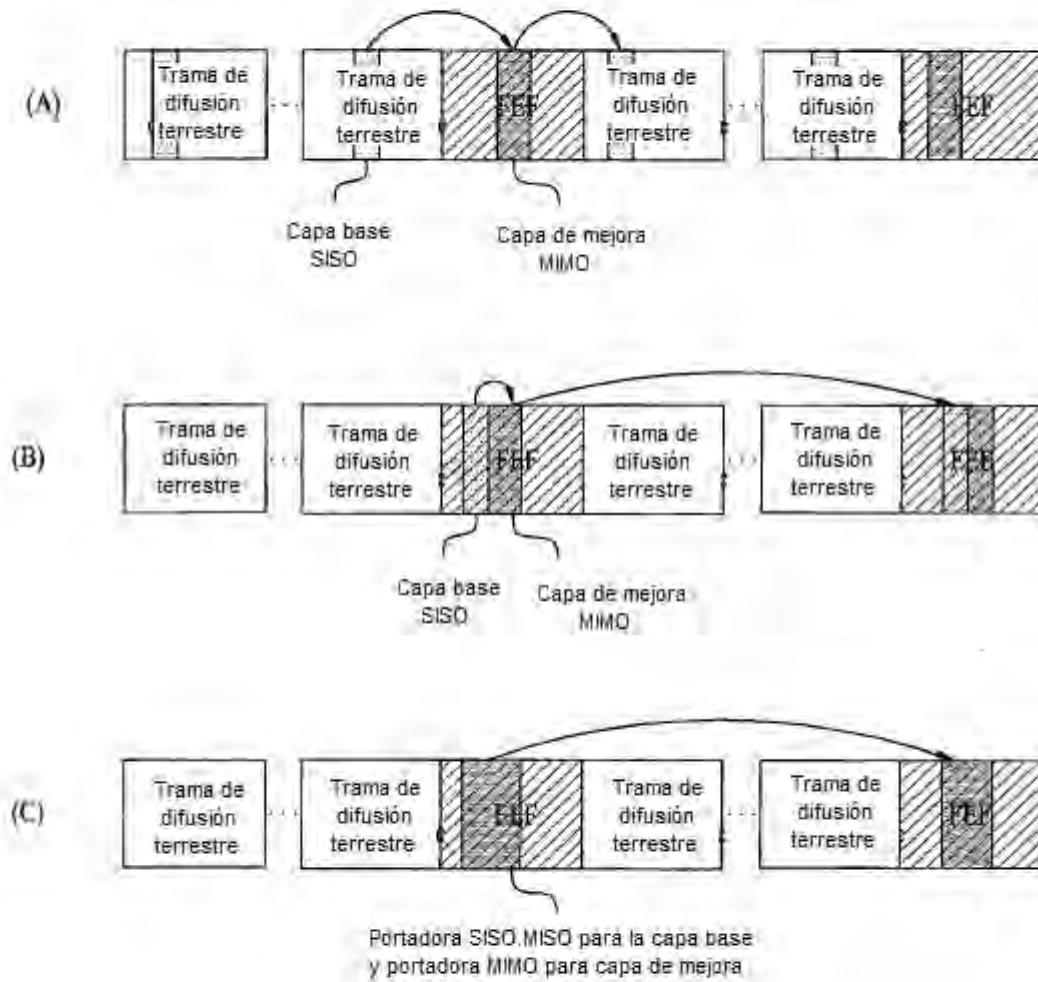 (A)
Trama de
difusión
terrestre
Trama de
difusión
terrestre
FEF
Trama de
difusión
terrestre
Trama de
difusión
terrestre
FEF
Capa base
SISO
Capa de mejora
MIMO
(B)
Trama de
difusión
terrestre
Trama de
difusión
terrestre
FEF
Trama de
difusión
terrestre
Trama de
difusión
terrestre
FEF
Capa base
SISO
Capa de mejora
MIMO
(C)
Trama de
difusión
terrestre
Trama de
difusión
terrestre
FEF
Trama de
difusión
terrestre
Trama de
difusión
terrestre
FEF
Portadora SISO.MISO para la capa base
y portadora MIMO para capa de mejora